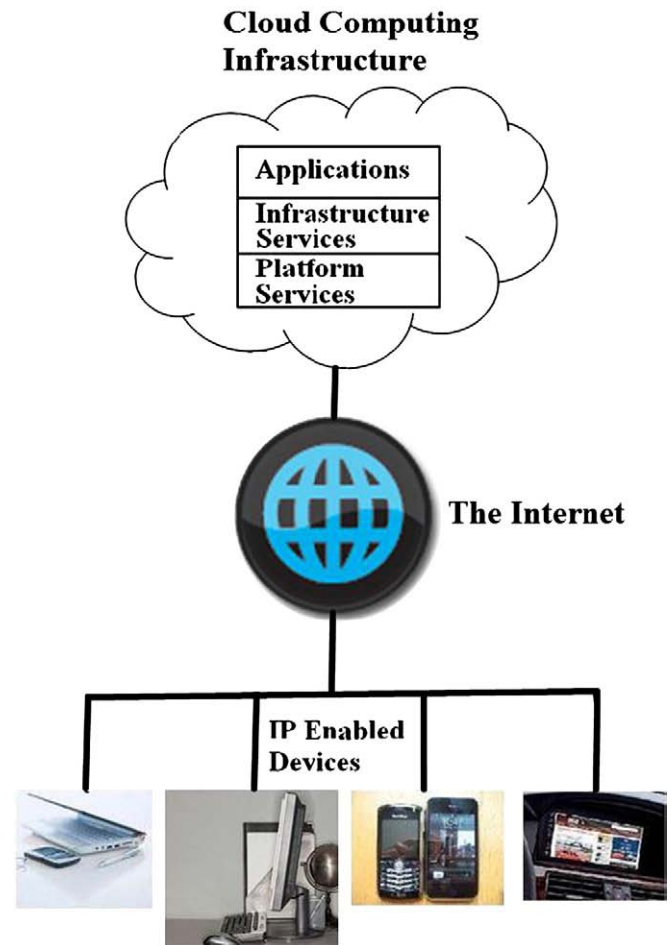 Cloud Computing
Infrastructure
Applications
Infrastructure
Services
Platform
Services
The Internet
IP Enabled
Devices